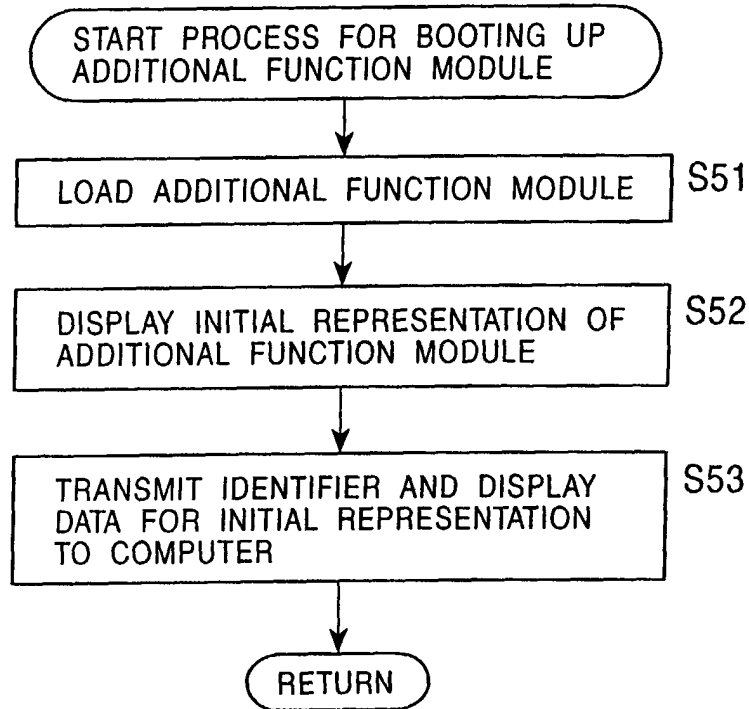 START PROCESS FOR BOOTING UP
ADDITIONAL FUNCTION MODULE
LOAD ADDITIONAL FUNCTION MODULE
S51
DISPLAY INITIAL REPRESENTATION OF
ADDITIONAL FUNCTION MODULE
S52
TRANSMIT IDENTIFIER AND DISPLAY
DATA FOR INITIAL REPRESENTATION
TO COMPUTER
S53
RETURN